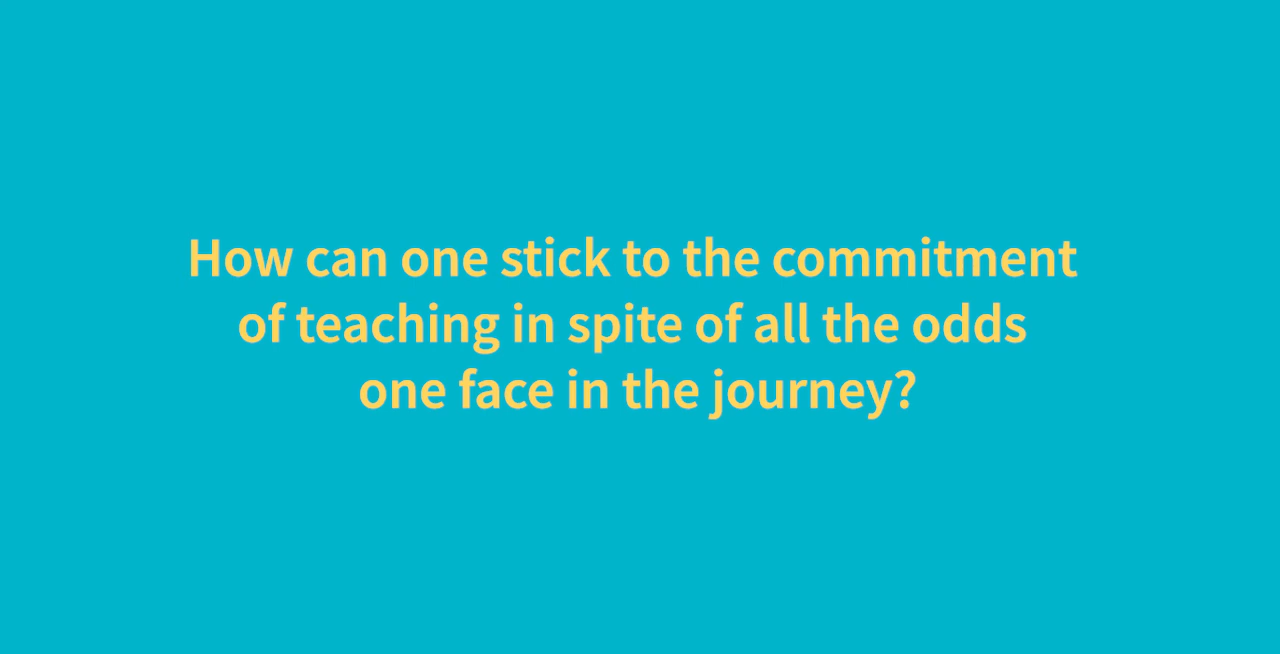 How can one stick to the commitment
of teaching in spite of all the odds
one face in the journey?